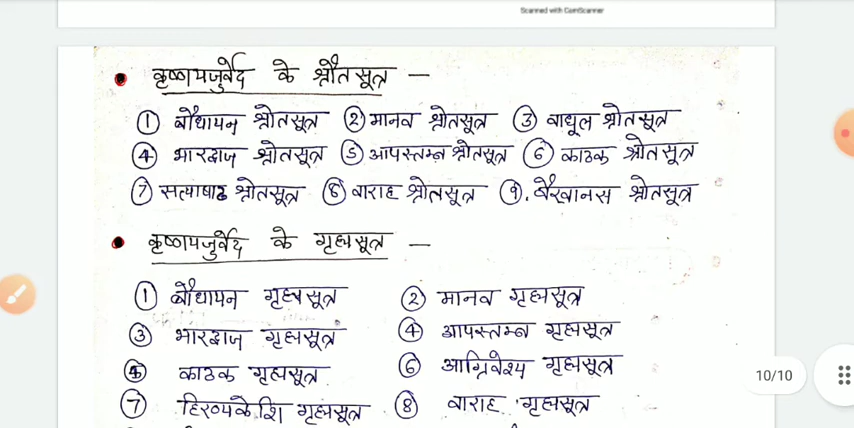 Scanned with CamScanner
कृष्णयजुर्वेद के श्रौतसूत्र —
① बौधायन श्रौतसूत्र ② मानव श्रौतसूत्र ③ वाधूल श्रौतसूत्र
④ भारद्वाज श्रौतसूत्र ⑤ आपस्तम्ब श्रौतसूत्र ⑥ काठक श्रौतसूत्र
⑦ सत्याषाढ श्रौतसूत्र ⑧ वाराह श्रौतसूत्र ⑨. वैखानस श्रौतसूत्र
कृष्णयजुर्वेद के गृह्यसूत्र —
① बौधायन गृह्यसूत्र ② मानव गृह्यसूत्र
③ भारद्वाज गृह्यसूत्र ④ आपस्तम्ब गृह्यसूत्र
⑤ काठक गृह्यसूत्र ⑥ आग्निवेश्य गृह्यसूत्र
10/10
⑦ हिरण्यकेशि गृह्यसूत्र ⑧ वाराह गृह्यसूत्र